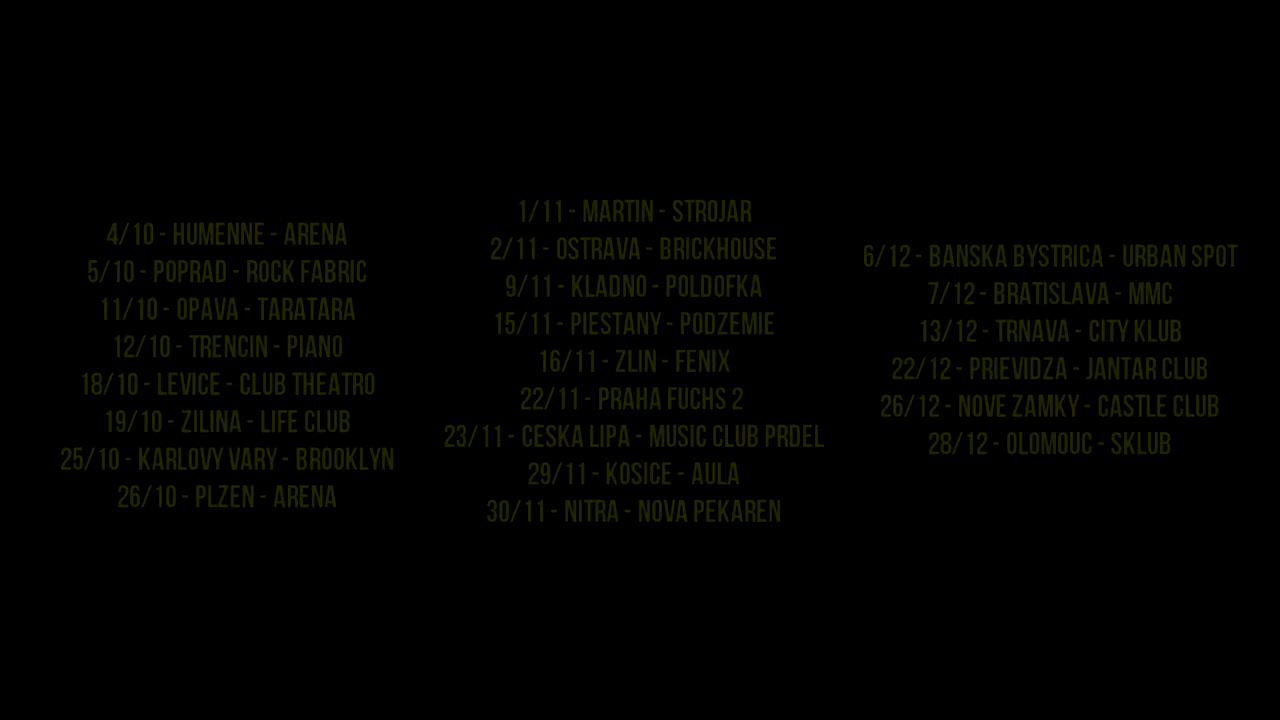 4/10 - HUMENNE - ARENA
5/10 - POPRAD - ROCK FABRIC
11/10 - OPAVA - TARATARA
12/10 - TRENCIN - PIANO
18/10 - LEVICE - CLUB THEATRO
19/10 - ZILINA - LIFE CLUB
25/10 - KARLOVY VARY - BROOKLYN
26/10 - PLZEN - ARENA
1/11 - MARTIN - STROJAR
2/11 - OSTRAVA - BRICKHOUSE
9/11 - KLADNO - POLDOFKA
15/11 - PIESTANY - PODZEMIE
16/11 - ZLIN - FENIX
22/11 - PRAHA FUCHS 2
23/11 - CESKA LIPA - MUSIC CLUB PRDEL
29/11 - KOSICE - AULA
30/11 - NITRA - NOVA PEKAREN
6/12 - BANSKA BYSTRICA - URBAN SPOT
7/12 - BRATISLAVA - MMC
13/12 - TRNAVA - CITY KLUB
22/12 - PRIEVIDZA - JANTAR CLUB
26/12 - NOVE ZAMKY - CASTLE CLUB
28/12 - OLOMOUC - SKLUB